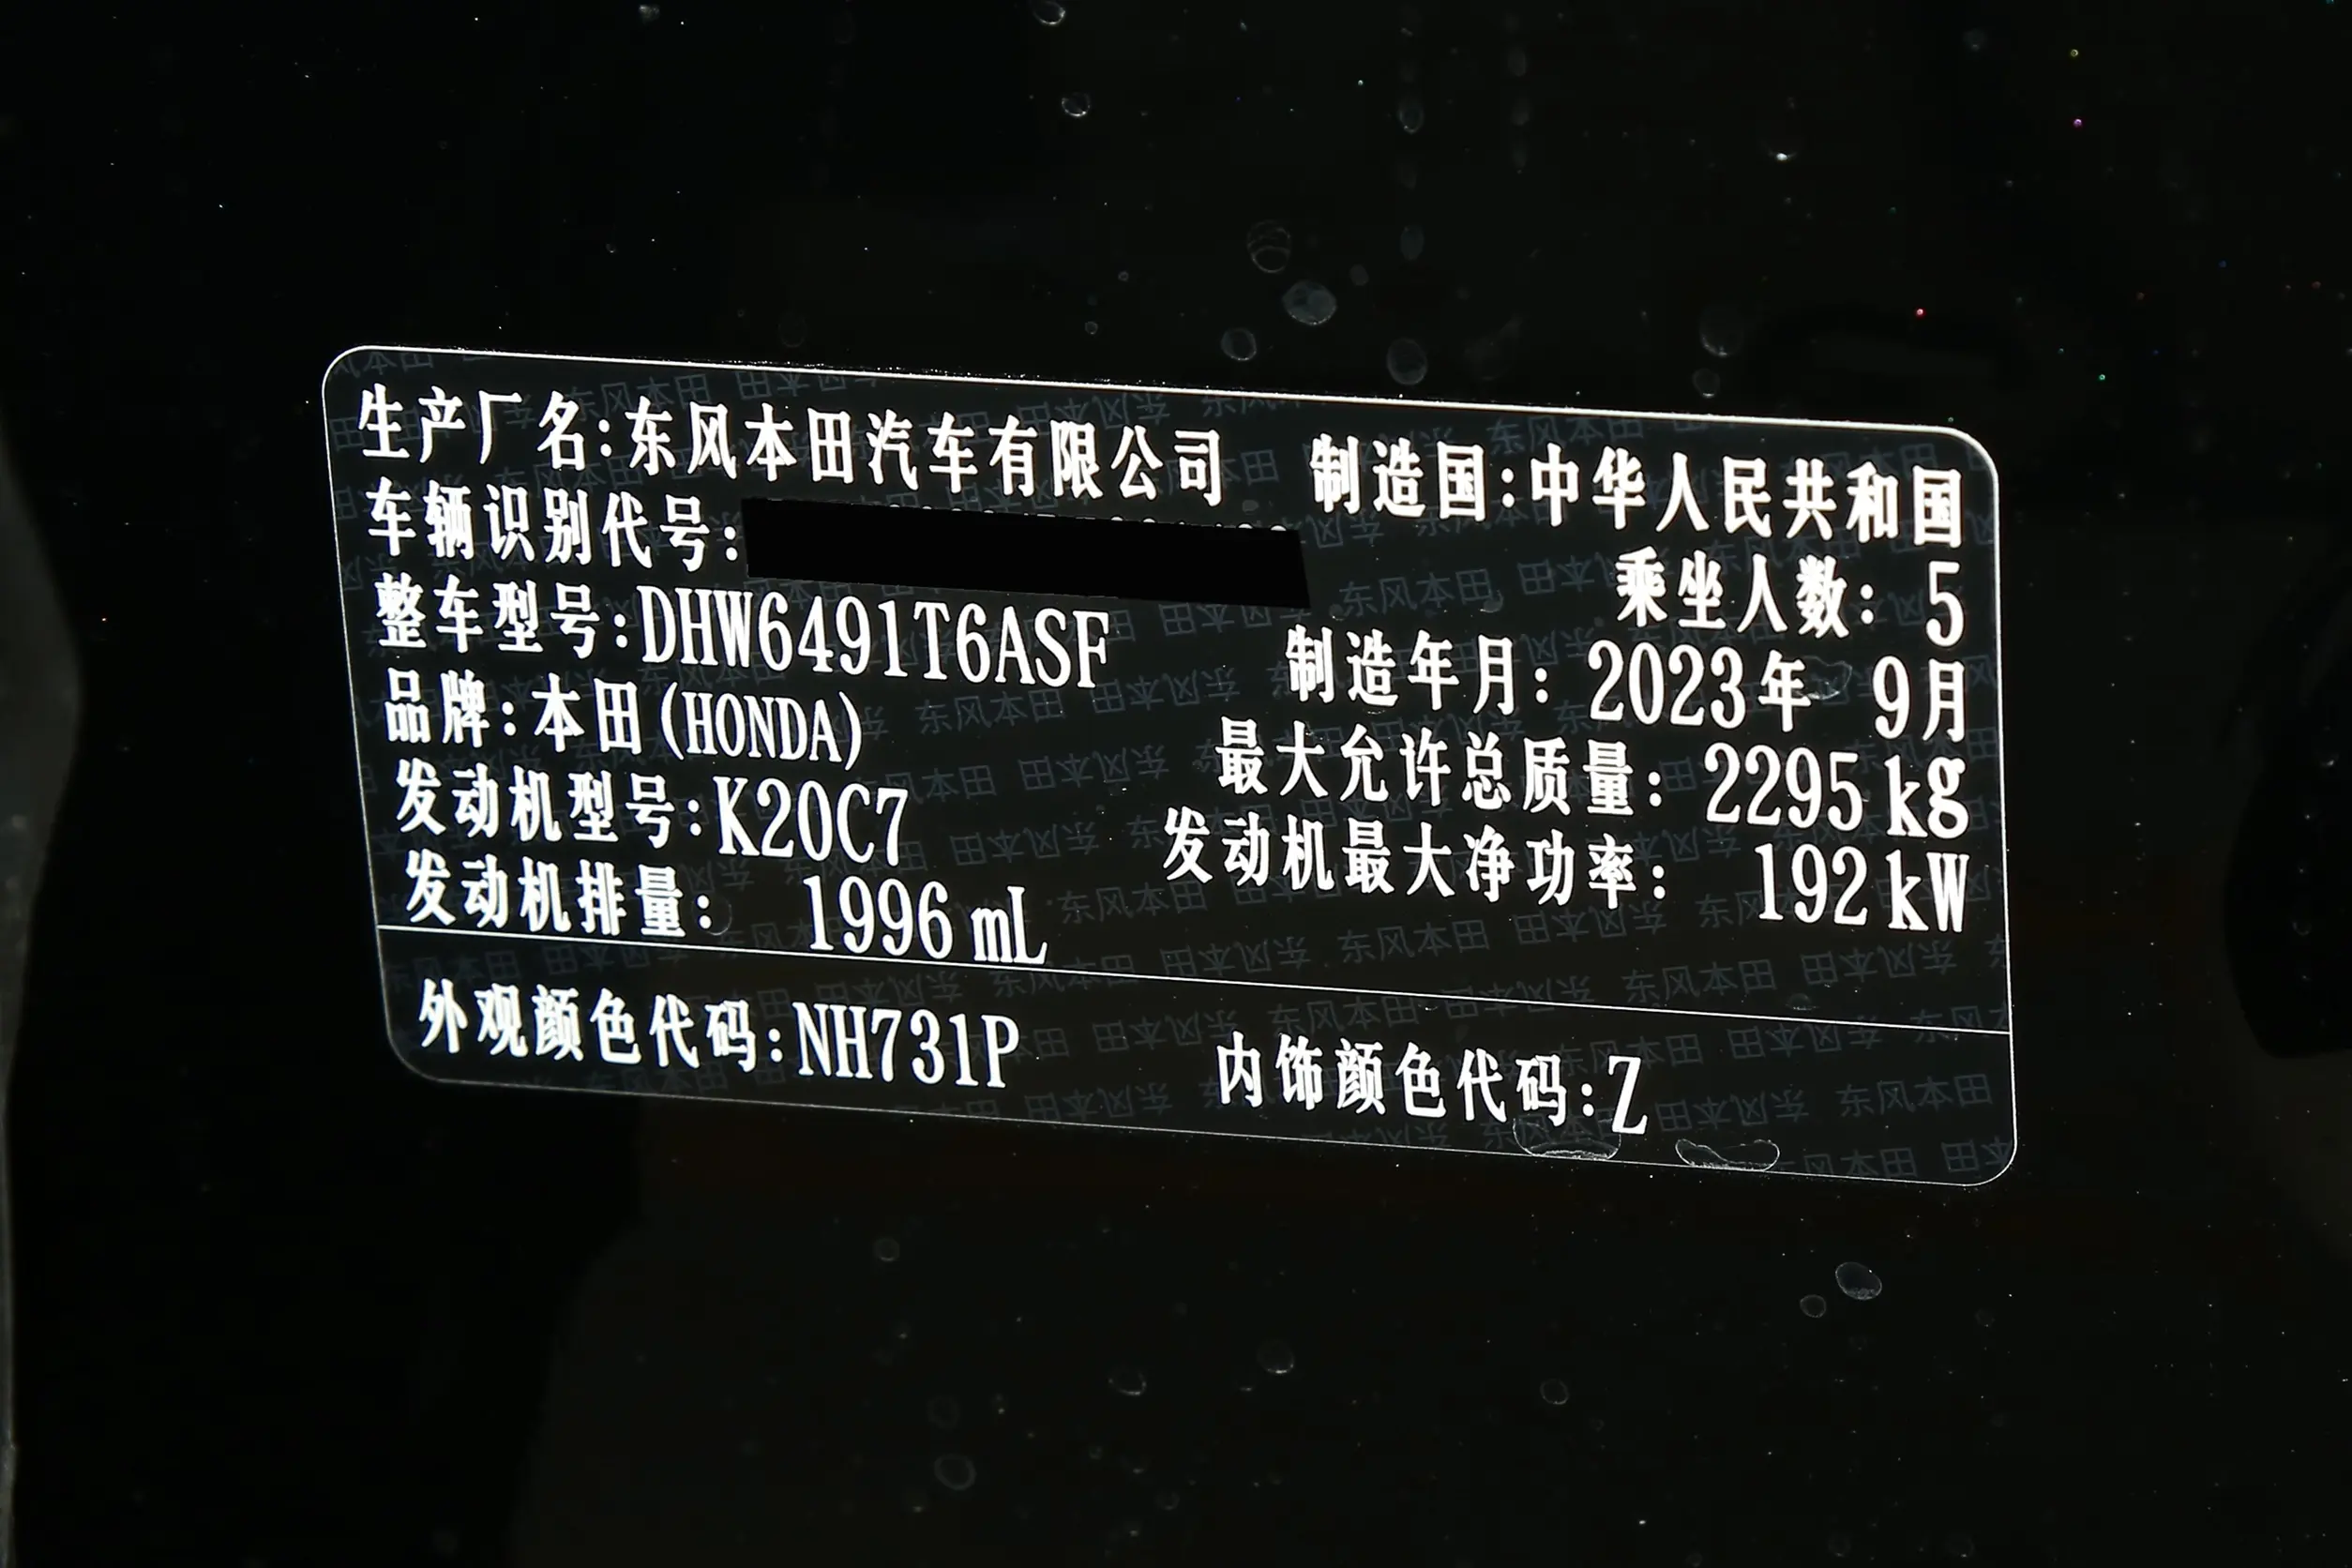 生产厂名:东风本田汽车有限公司 制造国:中华人民共和国
车辆识别代号: 乘坐人数: 5
整车型号:DHW6491T6ASF 制造年月: 2023年 9月
品牌:本田(HONDA) 最大允许总质量: 2295 kg
发动机型号:K20C7 发动机最大净功率: 192 kW
发动机排量: 1996 mL
外观颜色代码:NH731P 内饰颜色代码:Z